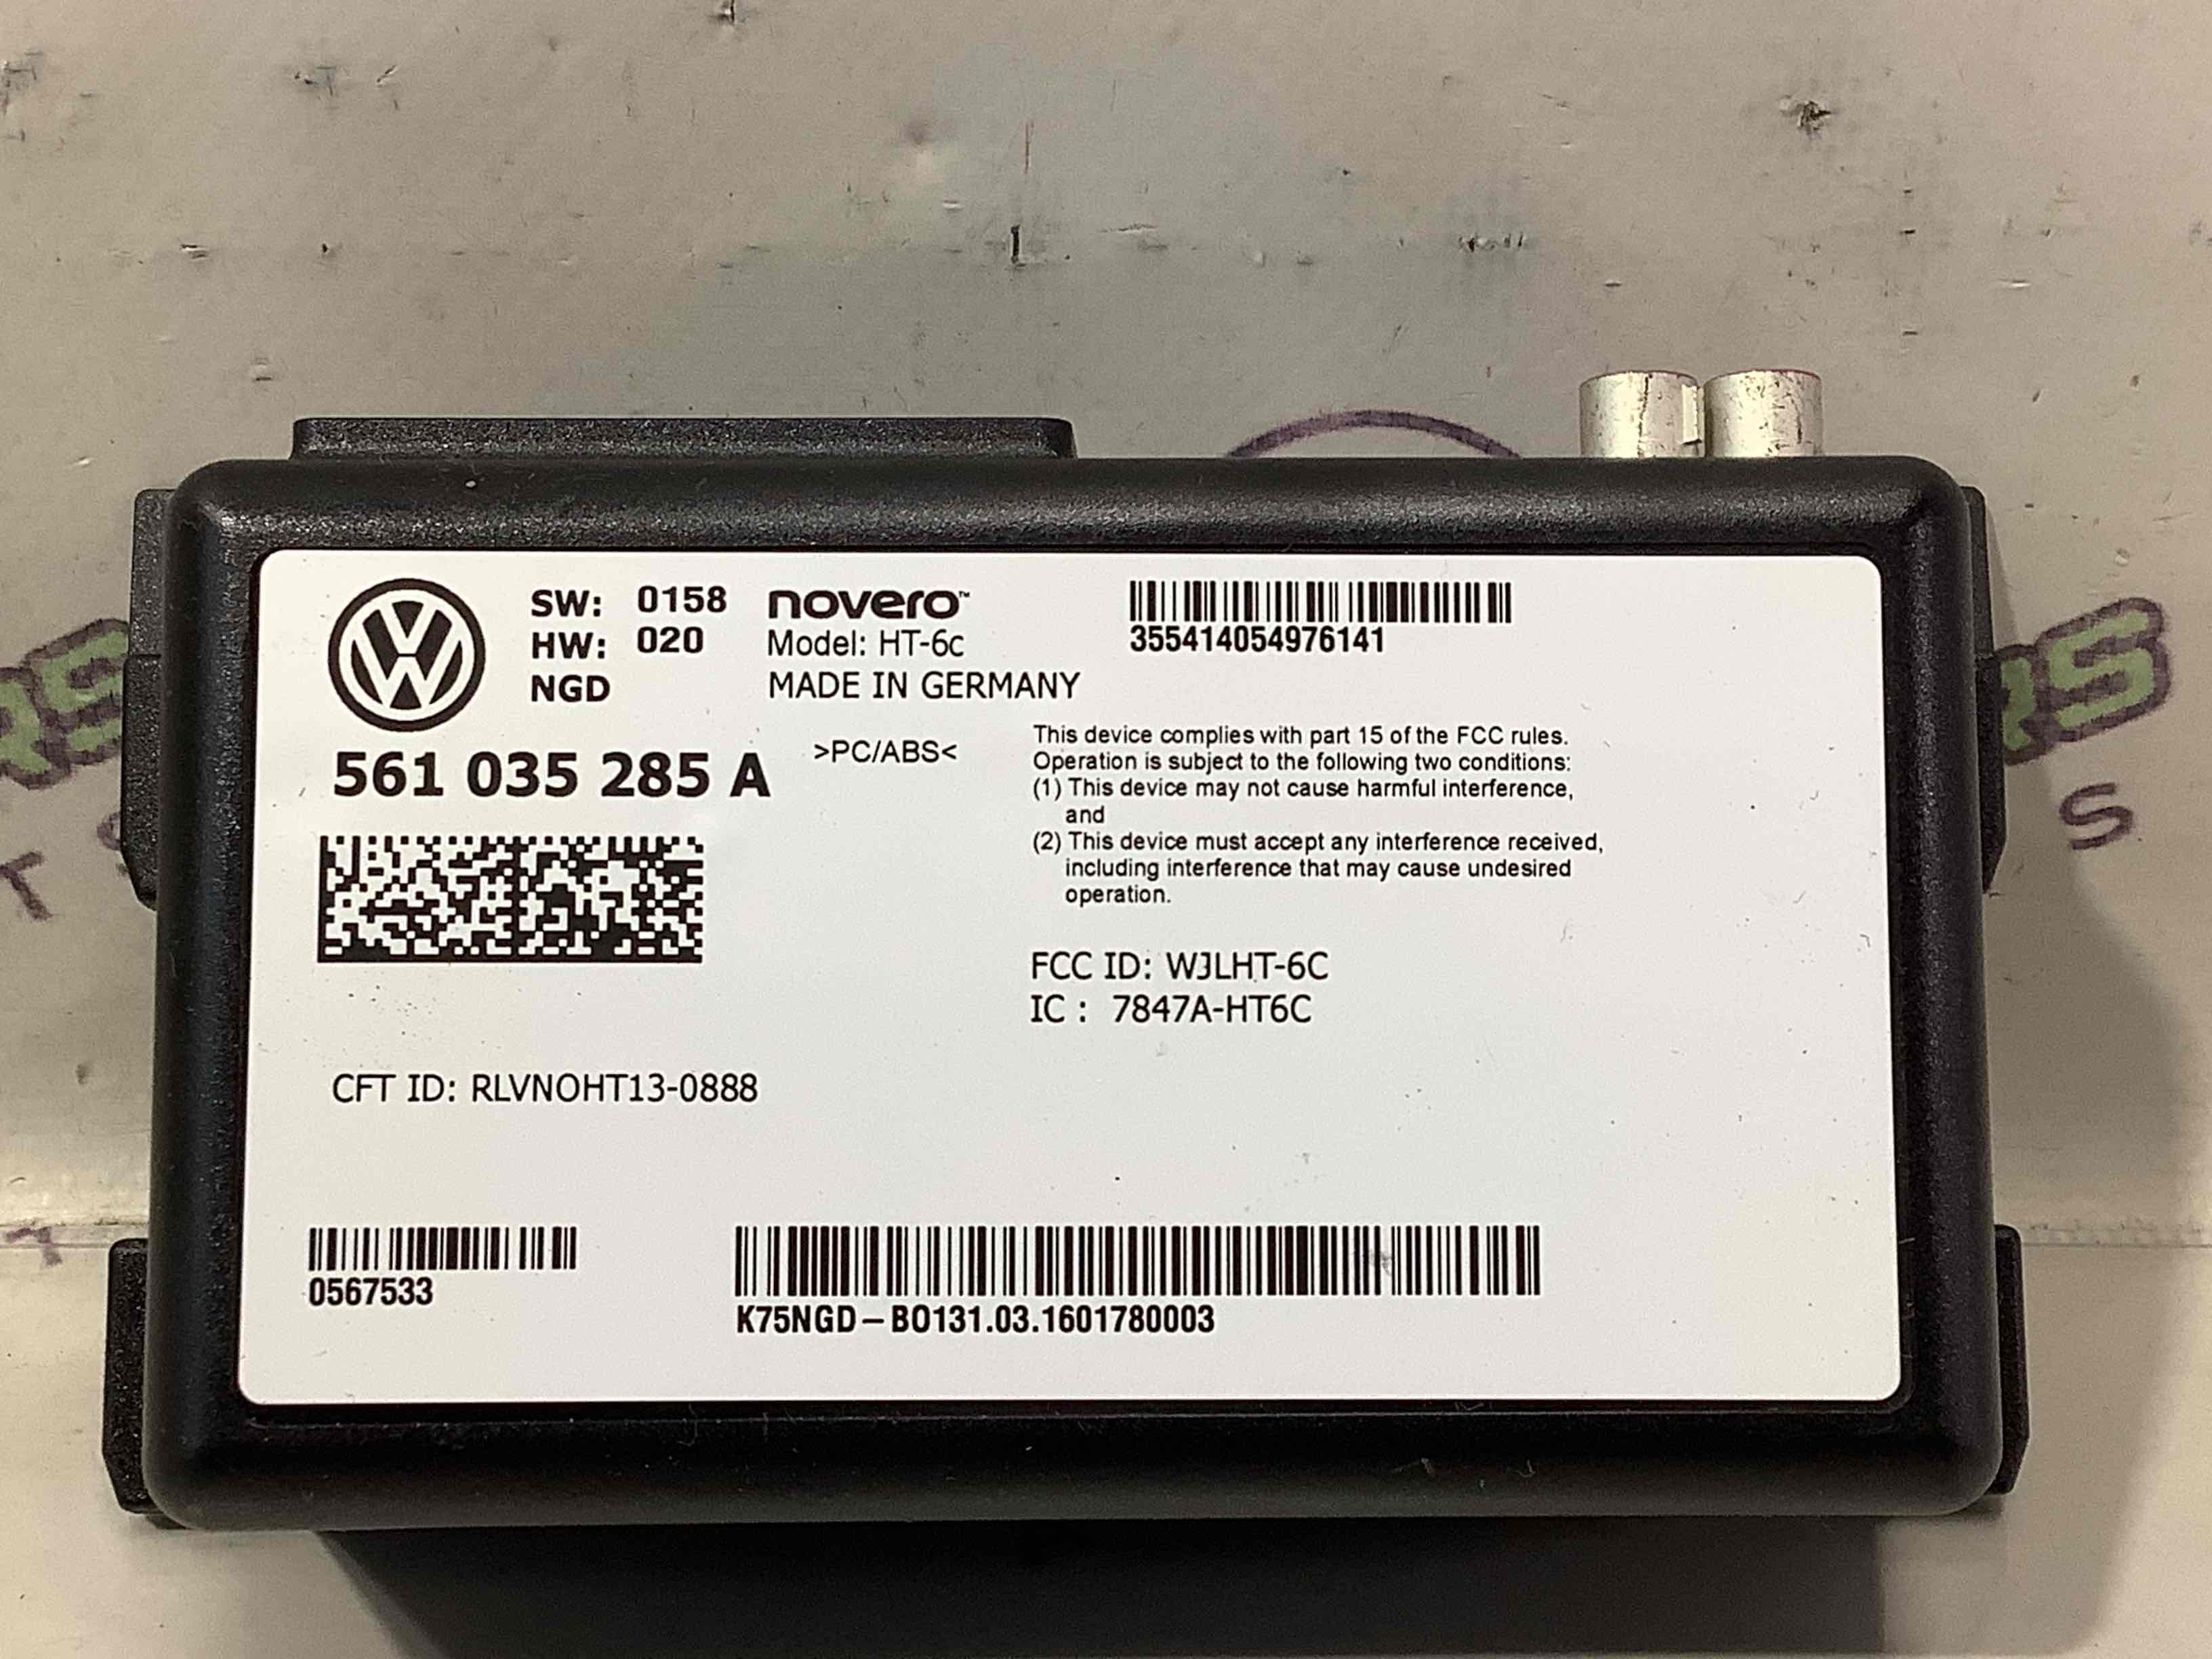 SW: 0158
HW: 020
NGD
novero™
Model: HT-6c
MADE IN GERMANY
355414054976141
561 035 285 A
>PC/ABS<
This device complies with part 15 of the FCC rules.
Operation is subject to the following two conditions:
(1) This device may not cause harmful interference,
and
(2) This device must accept any interference received,
including interference that may cause undesired
operation.
FCC ID: WJLHT-6C
IC : 7847A-HT6C
CFT ID: RLVNOHT13-0888
0567533
K75NGD–BO131.03.1601780003
RS
T S
RS
S